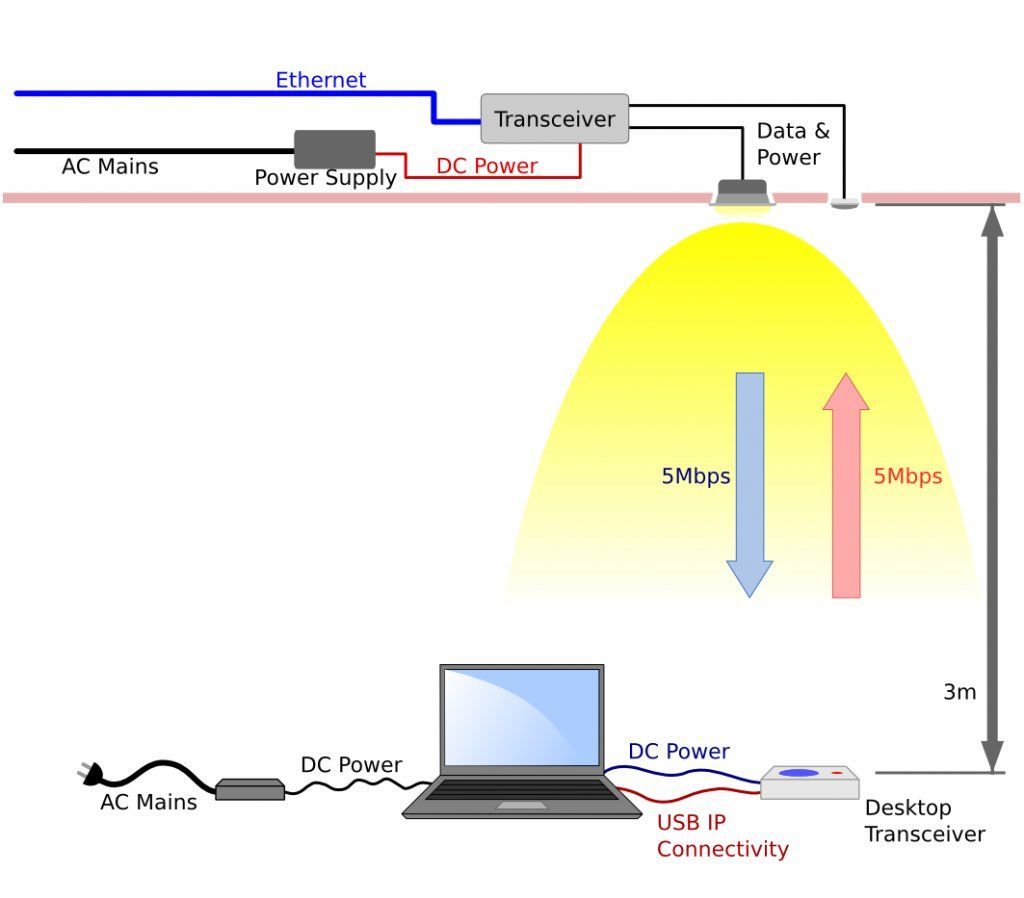 Ethernet
Transceiver
Data &
Power
AC Mains
DC Power
Power Supply
5Mbps
5Mbps
3m
DC Power
DC Power
AC Mains
Desktop
Transceiver
USB IP
Connectivity